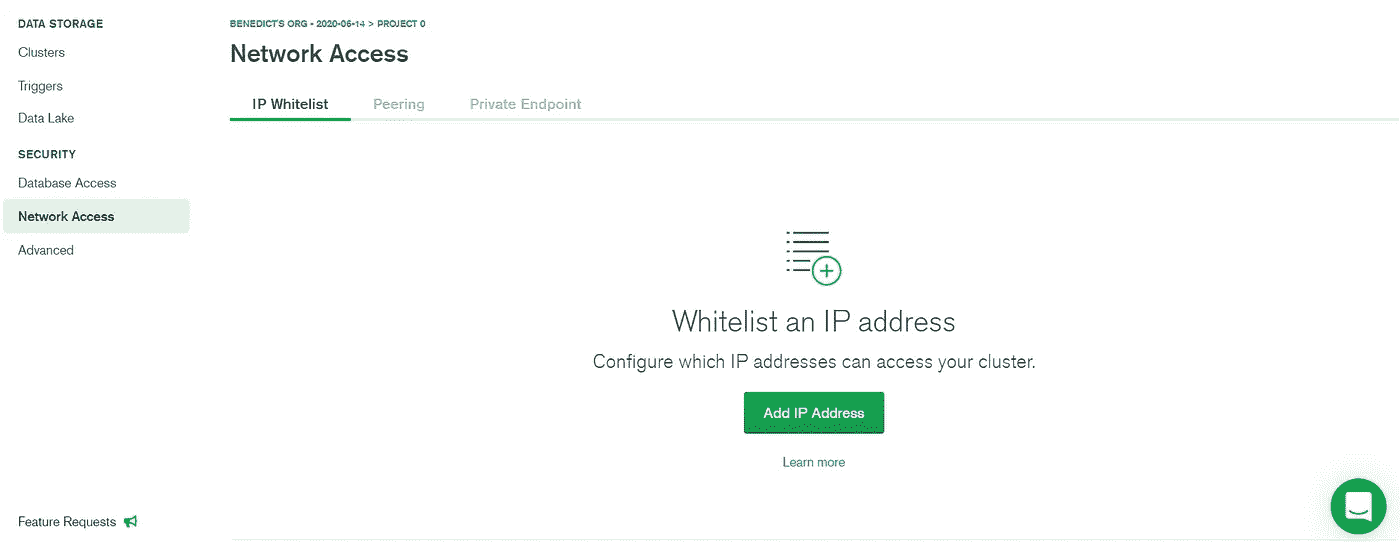 DATA STORAGE
Clusters
Triggers
Data Lake
SECURITY
Database Access
Network Access
Advanced
Feature Requests
BENEDICT'S ORG - 2020-06-14 > PROJECT 0
Network Access
IP Whitelist Peering Private Endpoint
Whitelist an IP address
Configure which IP addresses can access your cluster.
Add IP Address
Learn more